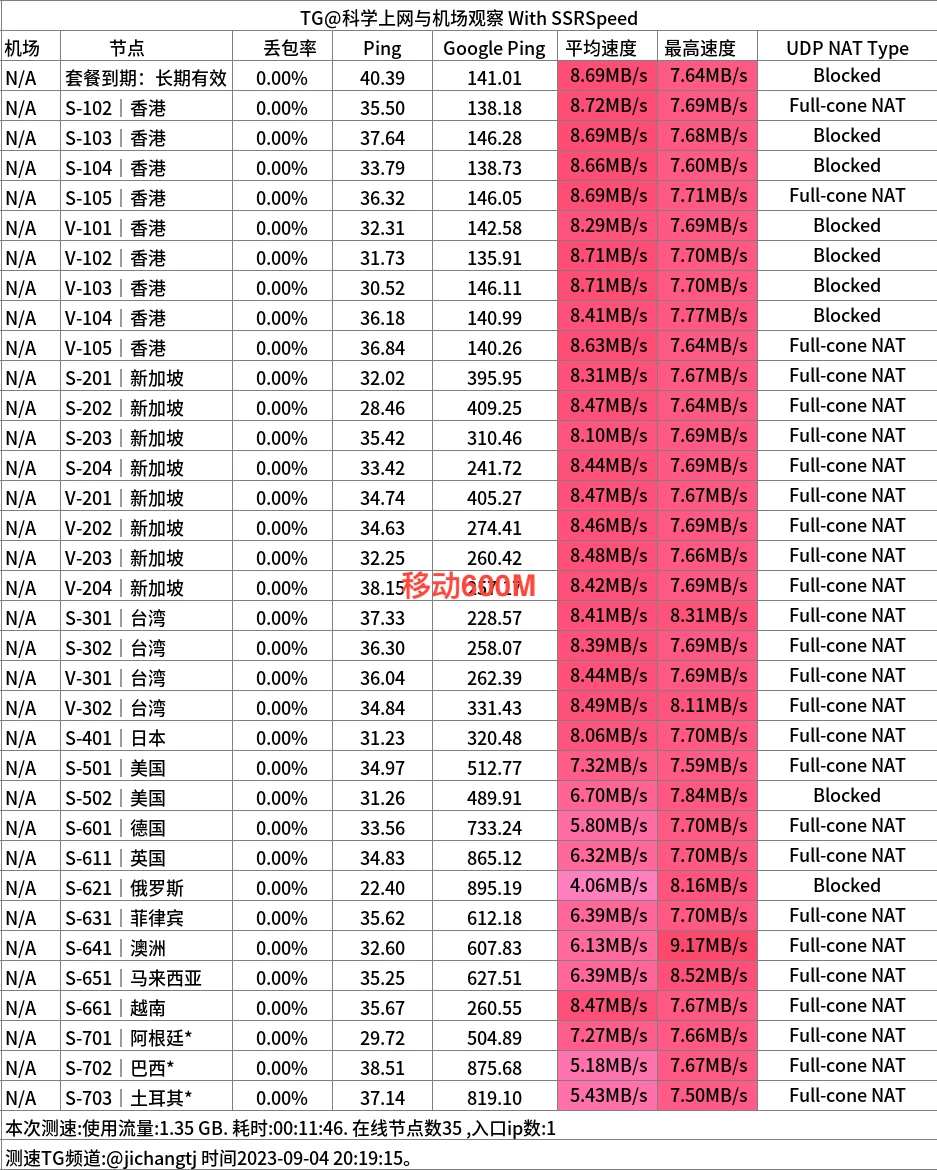 TG@科学上网与机场观察 With SSRSpeed
机场 节点 丢包率 Ping Google Ping 平均速度 最高速度 UDP NAT Type
N/A 套餐到期：长期有效 0.00% 40.39 141.01 8.69MB/s 7.64MB/s Blocked
N/A S-102｜香港 0.00% 35.50 138.18 8.72MB/s 7.69MB/s Full-cone NAT
N/A S-103｜香港 0.00% 37.64 146.28 8.69MB/s 7.68MB/s Blocked
N/A S-104｜香港 0.00% 33.79 138.73 8.66MB/s 7.60MB/s Blocked
N/A S-105｜香港 0.00% 36.32 146.05 8.69MB/s 7.71MB/s Full-cone NAT
N/A V-101｜香港 0.00% 32.31 142.58 8.29MB/s 7.69MB/s Blocked
N/A V-102｜香港 0.00% 31.73 135.91 8.71MB/s 7.70MB/s Blocked
N/A V-103｜香港 0.00% 30.52 146.11 8.71MB/s 7.70MB/s Blocked
N/A V-104｜香港 0.00% 36.18 140.99 8.41MB/s 7.77MB/s Blocked
N/A V-105｜香港 0.00% 36.84 140.26 8.63MB/s 7.64MB/s Full-cone NAT
N/A S-201｜新加坡 0.00% 32.02 395.95 8.31MB/s 7.67MB/s Full-cone NAT
N/A S-202｜新加坡 0.00% 28.46 409.25 8.47MB/s 7.64MB/s Full-cone NAT
N/A S-203｜新加坡 0.00% 35.42 310.46 8.10MB/s 7.69MB/s Full-cone NAT
N/A S-204｜新加坡 0.00% 33.42 241.72 8.44MB/s 7.69MB/s Full-cone NAT
N/A V-201｜新加坡 0.00% 34.74 405.27 8.47MB/s 7.67MB/s Full-cone NAT
N/A V-202｜新加坡 0.00% 34.63 274.41 8.46MB/s 7.69MB/s Full-cone NAT
N/A V-203｜新加坡 0.00% 32.25 260.42 8.48MB/s 7.66MB/s Full-cone NAT
N/A V-204｜新加坡 0.00% 38.15 8.42MB/s 7.69MB/s Full-cone NAT
移动600M
N/A S-301｜台湾 0.00% 37.33 228.57 8.41MB/s 8.31MB/s Full-cone NAT
N/A S-302｜台湾 0.00% 36.30 258.07 8.39MB/s 7.69MB/s Full-cone NAT
N/A V-301｜台湾 0.00% 36.04 262.39 8.44MB/s 7.69MB/s Full-cone NAT
N/A V-302｜台湾 0.00% 34.84 331.43 8.49MB/s 8.11MB/s Full-cone NAT
N/A S-401｜日本 0.00% 31.23 320.48 8.06MB/s 7.70MB/s Full-cone NAT
N/A S-501｜美国 0.00% 34.97 512.77 7.32MB/s 7.59MB/s Full-cone NAT
N/A S-502｜美国 0.00% 31.26 489.91 6.70MB/s 7.84MB/s Blocked
N/A S-601｜德国 0.00% 33.56 733.24 5.80MB/s 7.70MB/s Full-cone NAT
N/A S-611｜英国 0.00% 34.83 865.12 6.32MB/s 7.70MB/s Full-cone NAT
N/A S-621｜俄罗斯 0.00% 22.40 895.19 4.06MB/s 8.16MB/s Blocked
N/A S-631｜菲律宾 0.00% 35.62 612.18 6.39MB/s 7.70MB/s Full-cone NAT
N/A S-641｜澳洲 0.00% 32.60 607.83 6.13MB/s 9.17MB/s Full-cone NAT
N/A S-651｜马来西亚 0.00% 35.25 627.51 6.39MB/s 8.52MB/s Full-cone NAT
N/A S-661｜越南 0.00% 35.67 260.55 8.47MB/s 7.67MB/s Full-cone NAT
N/A S-701｜阿根廷* 0.00% 29.72 504.89 7.27MB/s 7.66MB/s Full-cone NAT
N/A S-702｜巴西* 0.00% 38.51 875.68 5.18MB/s 7.67MB/s Full-cone NAT
N/A S-703｜土耳其* 0.00% 37.14 819.10 5.43MB/s 7.50MB/s Full-cone NAT
本次测速:使用流量:1.35 GB. 耗时:00:11:46. 在线节点数35 ,入口ip数:1
测速TG频道:@jichangtj 时间2023-09-04 20:19:15。